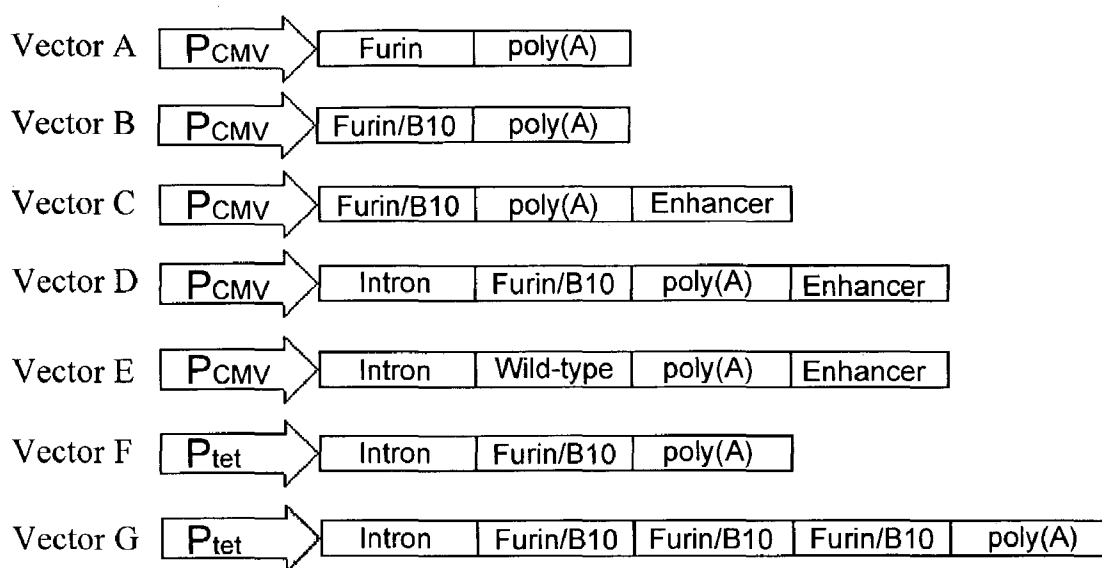 Vector A PCMV Furin poly(A)
Vector B PCMV Furin/B10 poly(A)
Vector C PCMV Furin/B10 poly(A) Enhancer
Vector D PCMV Intron Furin/B10 poly(A) Enhancer
Vector E PCMV Intron Wild-type poly(A) Enhancer
Vector F Ptet Intron Furin/B10 poly(A)
Vector G Ptet Intron Furin/B10 Furin/B10 Furin/B10 poly(A)